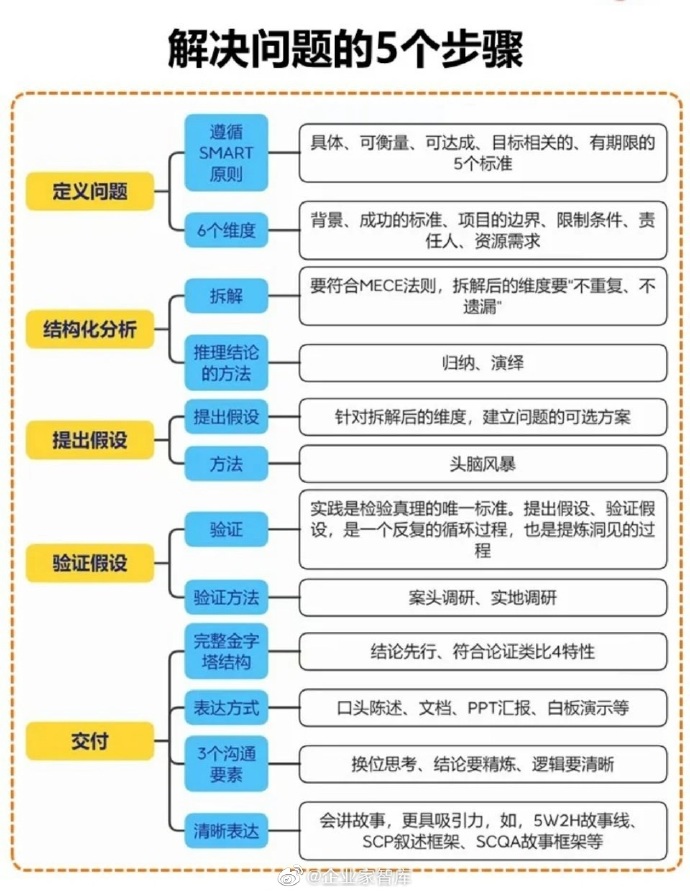 解决问题的5个步骤
定义问题
遵循
SMART
原则
具体、可衡量、可达成、目标相关的、有期限的
5个标准
6个维度
背景、成功的标准、项目的边界、限制条件、责
任人、资源需求
结构化分析
拆解
要符合MECE法则，拆解后的维度要"不重复、不
遗漏"
推理结论
的方法
归纳、演绎
提出假设
提出假设
针对拆解后的维度，建立问题的可选方案
方法
头脑风暴
验证假设
验证
实践是检验真理的唯一标准。提出假设、验证假
设，是一个反复的循环过程，也是提炼洞见的过
程
验证方法
案头调研、实地调研
交付
完整金字
塔结构
结论先行、符合论证类比4特性
表达方式
口头陈述、文档、PPT汇报、白板演示等
3个沟通
要素
换位思考、结论要精炼、逻辑要清晰
清晰表达
会讲故事，更具吸引力，如，5W2H故事线、
SCP叙述框架、SCQA故事框架等
@企业家智库